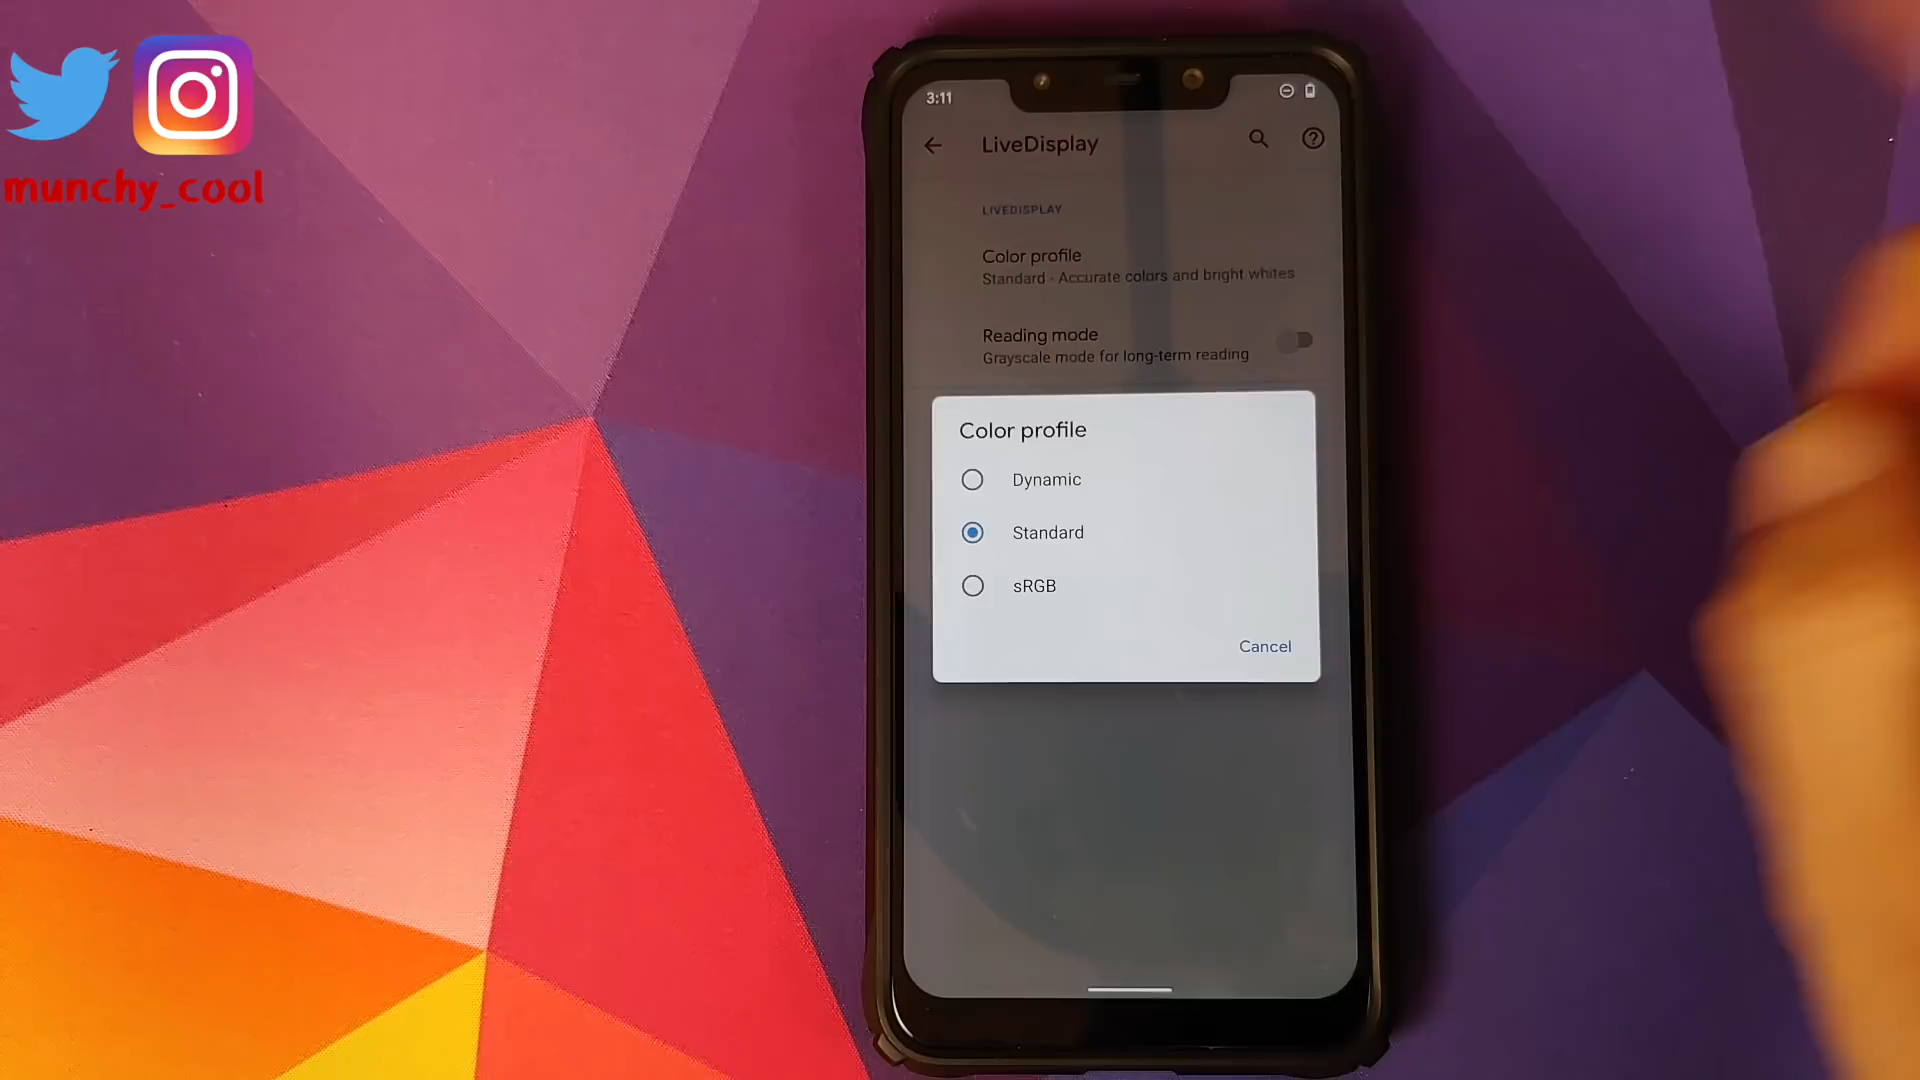 munchy_cool
3:11
LiveDisplay
LIVEDISPLAY
Color profile
Standard · Accurate colors and bright whites
Reading mode
Grayscale mode for long-term reading
Color profile
Dynamic
Standard
sRGB
Cancel